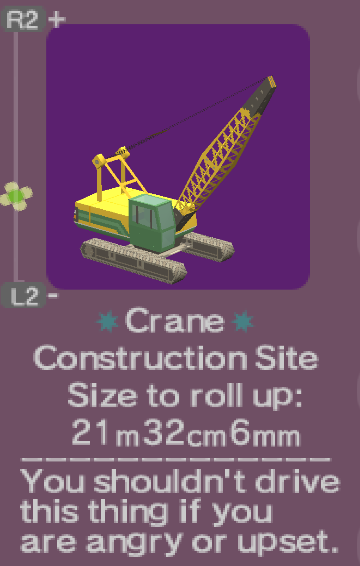 R2 +
L2 -
Crane
Construction Site
Size to roll up:
21m32cm6mm
You shouldn't drive
this thing if you
are angry or upset.